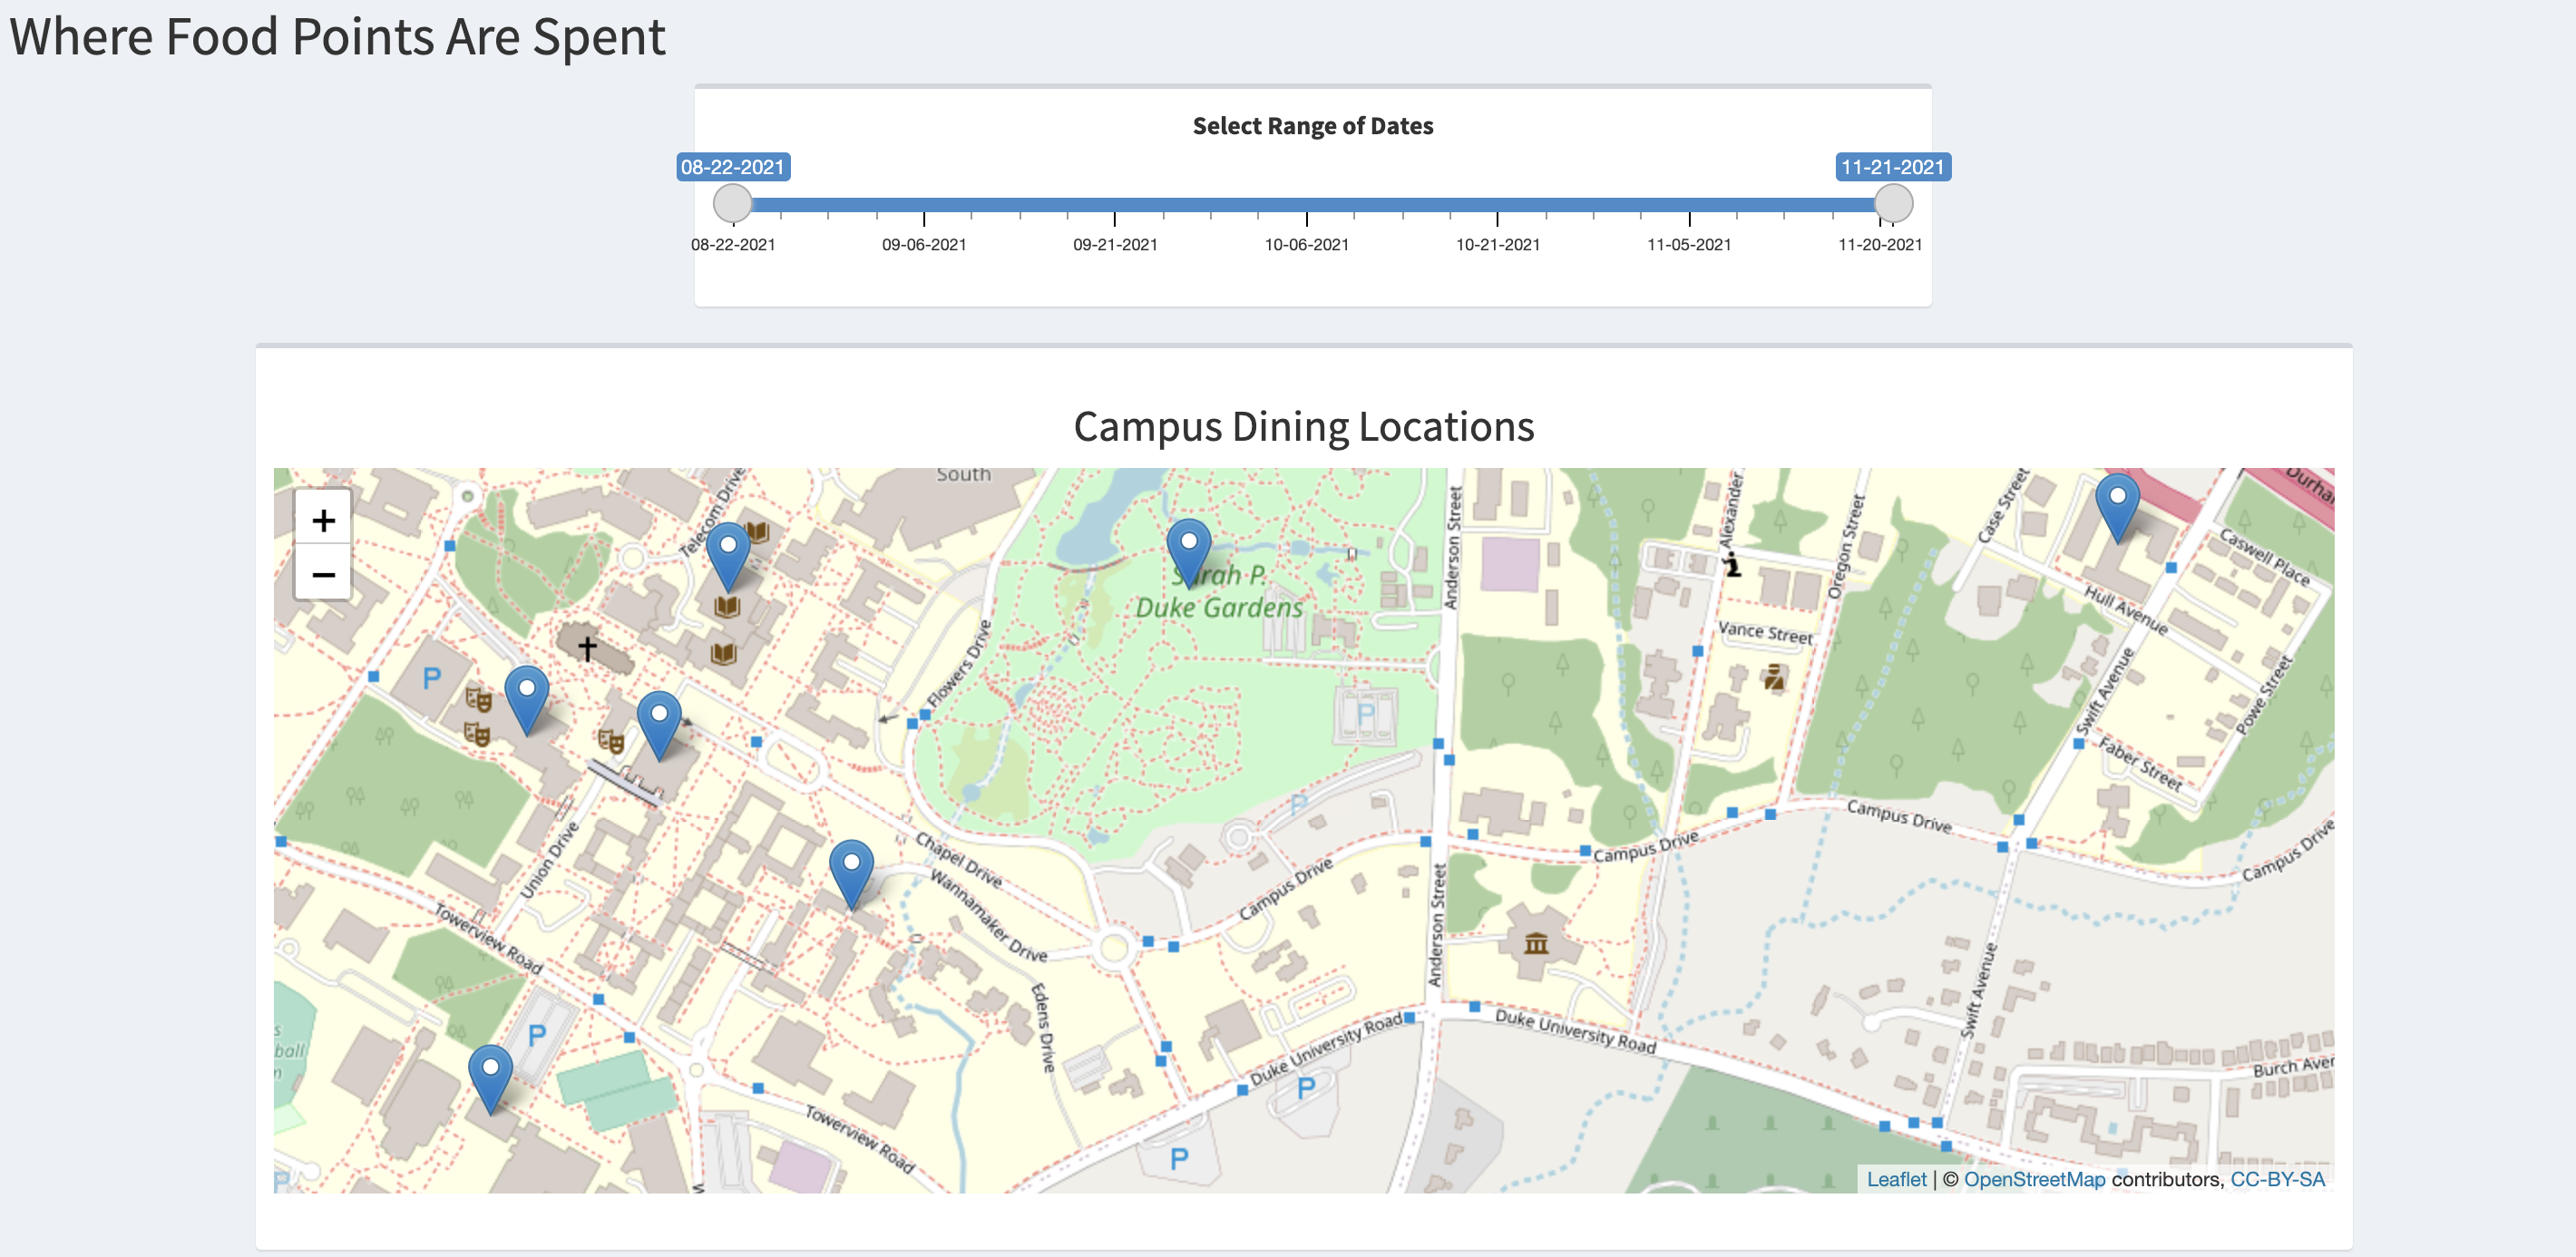 Where Food Points Are Spent
Select Range of Dates
08-22-2021
11-21-2021
08-22-2021
09-06-2021
09-21-2021
10-06-2021
10-21-2021
11-05-2021
11-20-2021
Campus Dining Locations
+
−
South
Telecom Drive
Anderson Street
Alexander
Oregon Street
Case Street
Caswell Place
Hull Avenue
Duke Gardens
Vance Street
Flowers Drive
Swift Avenue
Powe Street
Faber Street
P
P
P
Campus Drive
Campus Drive
Campus Drive
Campus Drive
Chapel Drive
Wannamaker Drive
Union Drive
Towerview Road
Anderson Street
Edens Drive
Swift Avenue
P
Duke University Road
Duke University Road
P
P
P
Towerview Road
Leaflet | © OpenStreetMap contributors, CC-BY-SA